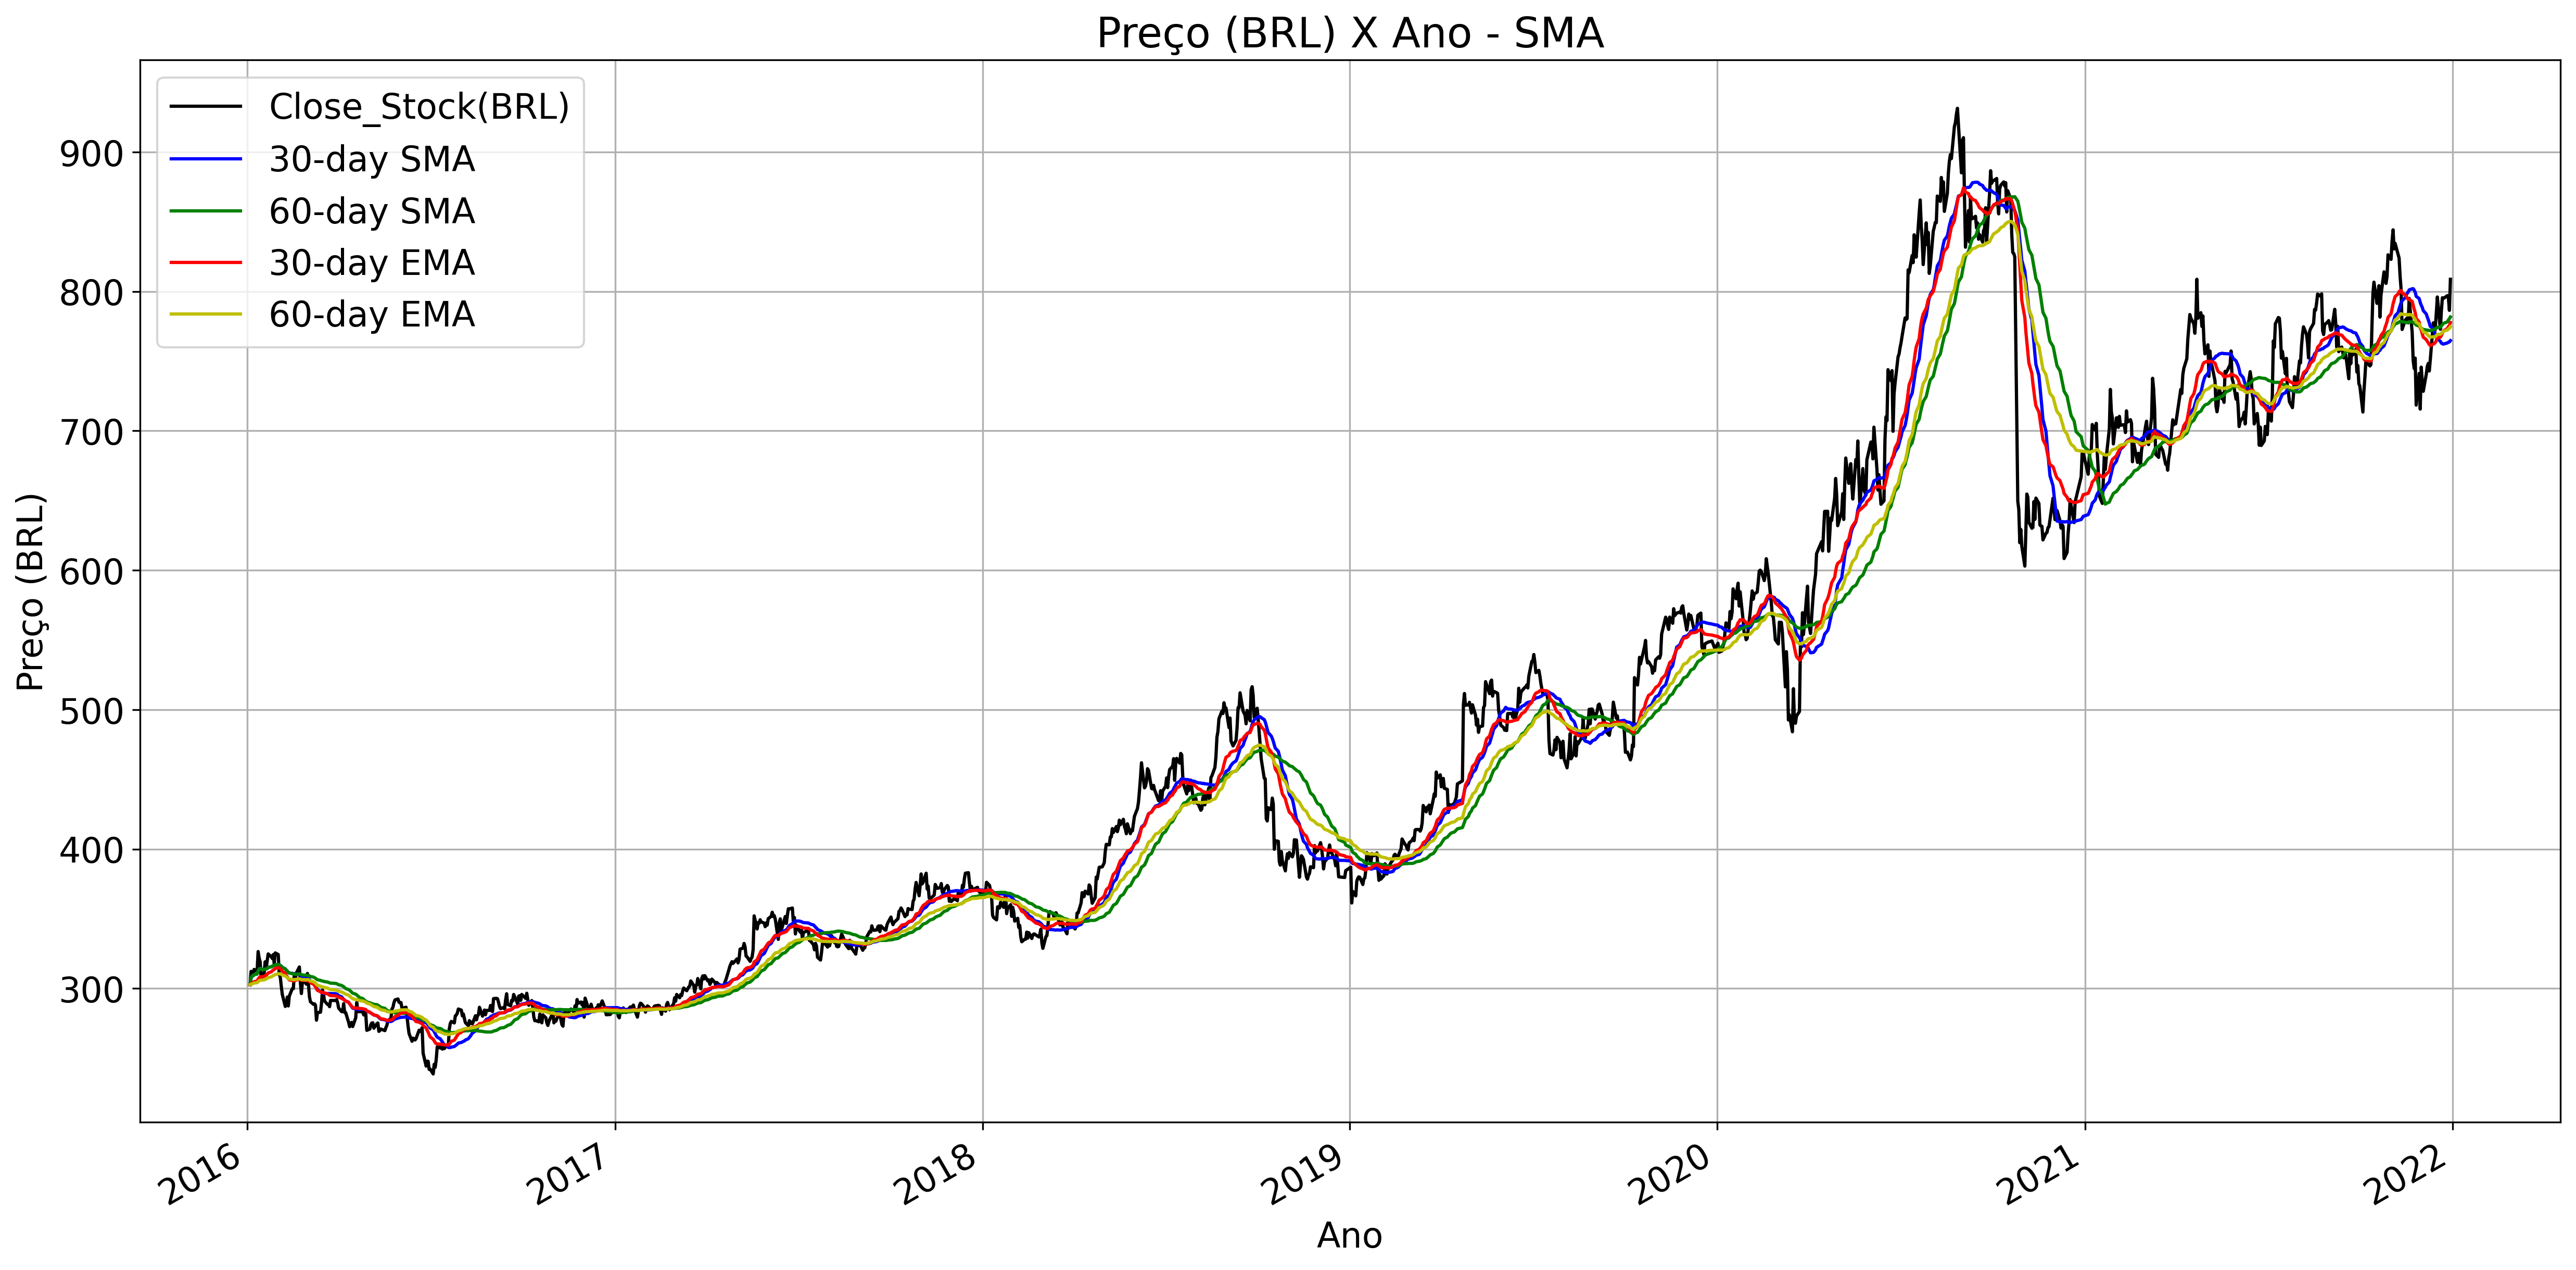 Preço (BRL) X Ano - SMA
Close_Stock(BRL)
30-day SMA
60-day SMA
30-day EMA
60-day EMA
Preço (BRL)
900
800
700
600
500
400
300
2016
2017
2018
2019
2020
2021
2022
Ano